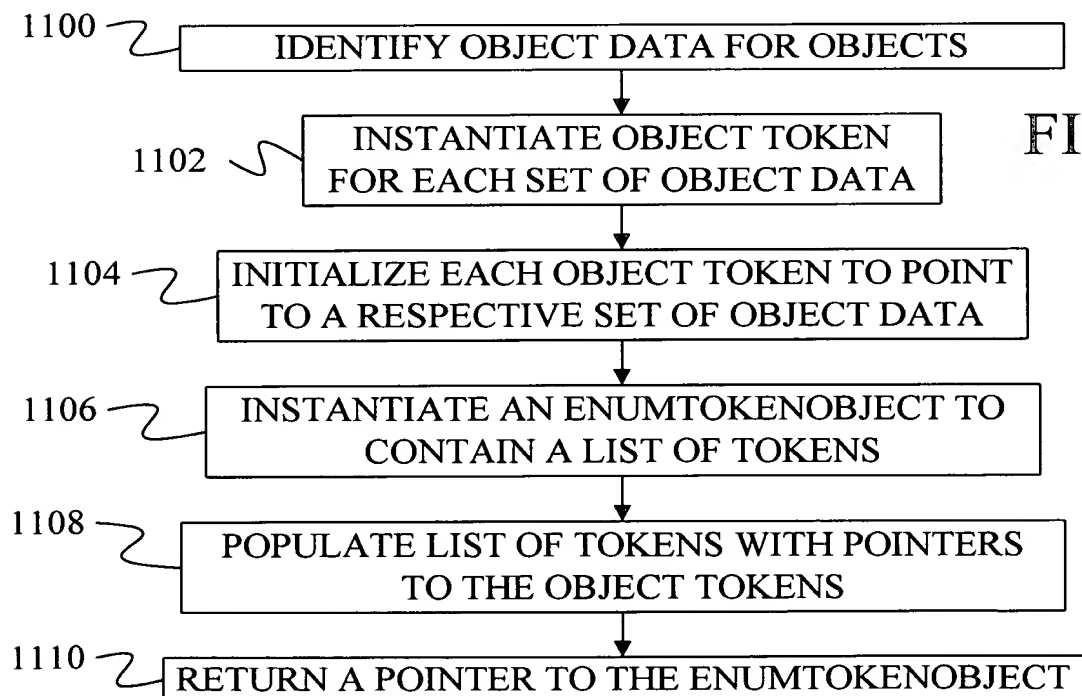 1100
IDENTIFY OBJECT DATA FOR OBJECTS
FI
1102
INSTANTIATE OBJECT TOKEN
FOR EACH SET OF OBJECT DATA
1104
INITIALIZE EACH OBJECT TOKEN TO POINT
TO A RESPECTIVE SET OF OBJECT DATA
1106
INSTANTIATE AN ENUMTOKENOBJECT TO
CONTAIN A LIST OF TOKENS
1108
POPULATE LIST OF TOKENS WITH POINTERS
TO THE OBJECT TOKENS
1110
RETURN A POINTER TO THE ENUMTOKENOBJECT